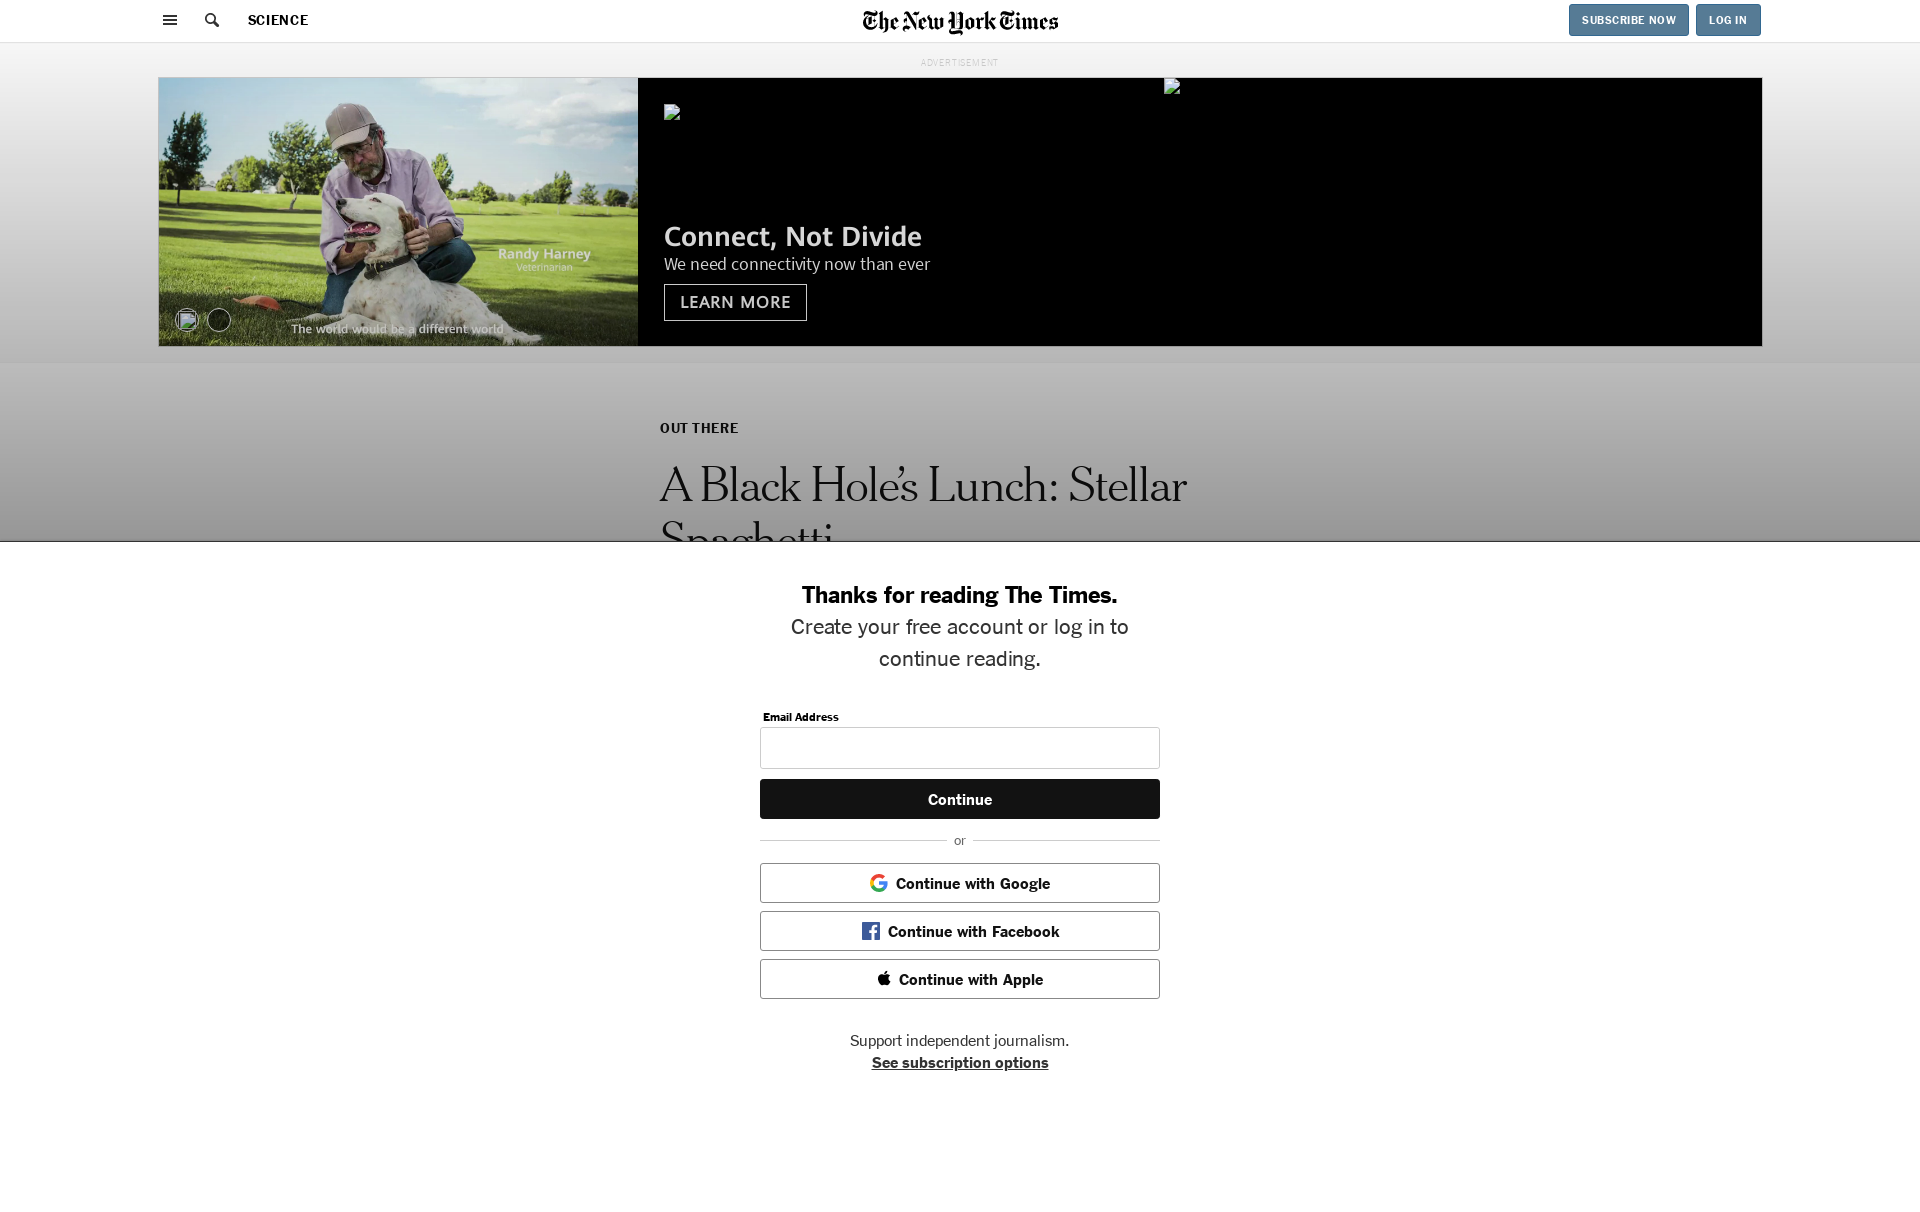 SCIENCE
The New York Times
SUBSCRIBE NOW
LOG IN
ADVERTISEMENT
Randy Harney
Veterinarian
The world would be a different world
Connect, Not Divide
We need connectivity now than ever
LEARN MORE
OUT THERE
A Black Hole’s Lunch: Stellar
Spaghetti
Thanks for reading The Times.
Create your free account or log in to
continue reading.
Email Address
Continue
or
Continue with Google
Continue with Facebook
Continue with Apple
Support independent journalism.
See subscription options